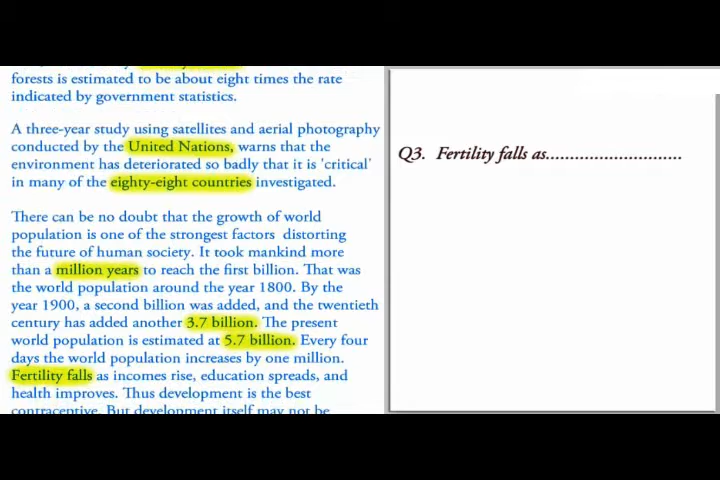 forests is estimated to be about eight times the rate
indicated by government statistics.
A three-year study using satellites and aerial photography
conducted by the United Nations, warns that the
environment has deteriorated so badly that it is 'critical'
in many of the eighty-eight countries investigated.
There can be no doubt that the growth of world
population is one of the strongest factors distorting
the future of human society. It took mankind more
than a million years to reach the first billion. That was
the world population around the year 1800. By the
year 1900, a second billion was added, and the twentieth
century has added another 3.7 billion. The present
world population is estimated at 5.7 billion. Every four
days the world population increases by one million.
Fertility falls as incomes rise, education spreads, and
health improves. Thus development is the best
contraceptive. But development itself may not be
Q3. Fertility falls as............................